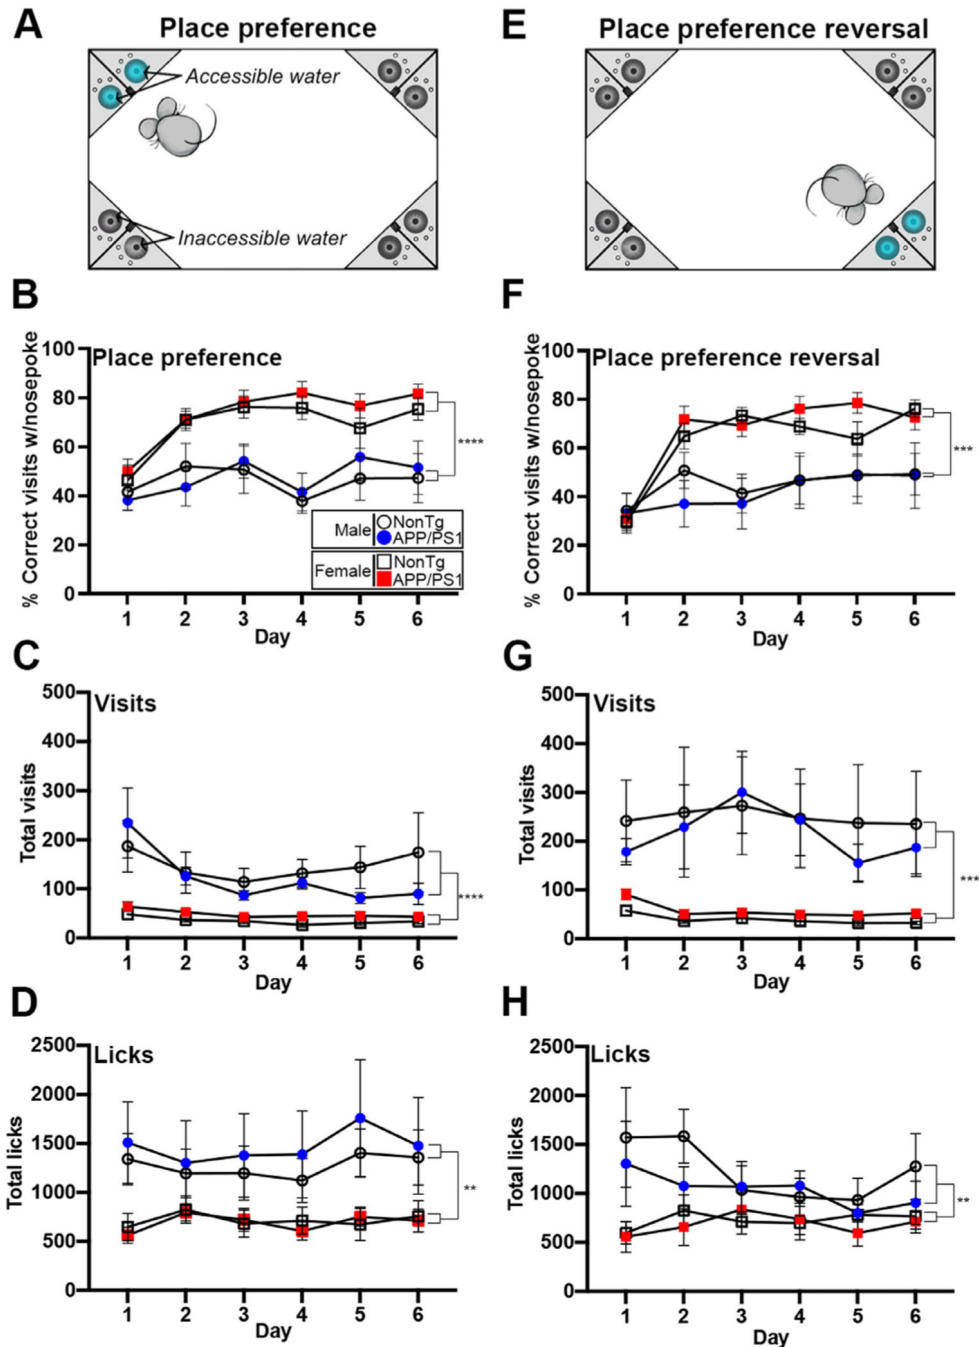 A
Place preference
Accessible water
Inaccessible water
E
Place preference reversal
B
Place preference
% Correct visits w/nosepoke
100
80
60
40
20
0
****
Male
NonTg
APP/PS1
Female
NonTg
APP/PS1
1 2 3 4 5 6
Day
F
Place preference reversal
% Correct visits w/nosepoke
100
80
60
40
20
0
***
1 2 3 4 5 6
Day
C
Visits
Total visits
500
400
300
200
100
0
****
1 2 3 4 5 6
Day
G
Visits
Total visits
500
400
300
200
100
0
***
1 2 3 4 5 6
Day
D
Licks
Total licks
2500
2000
1500
1000
500
0
**
1 2 3 4 5 6
Day
H
Licks
Total licks
2500
2000
1500
1000
500
0
**
1 2 3 4 5 6
Day